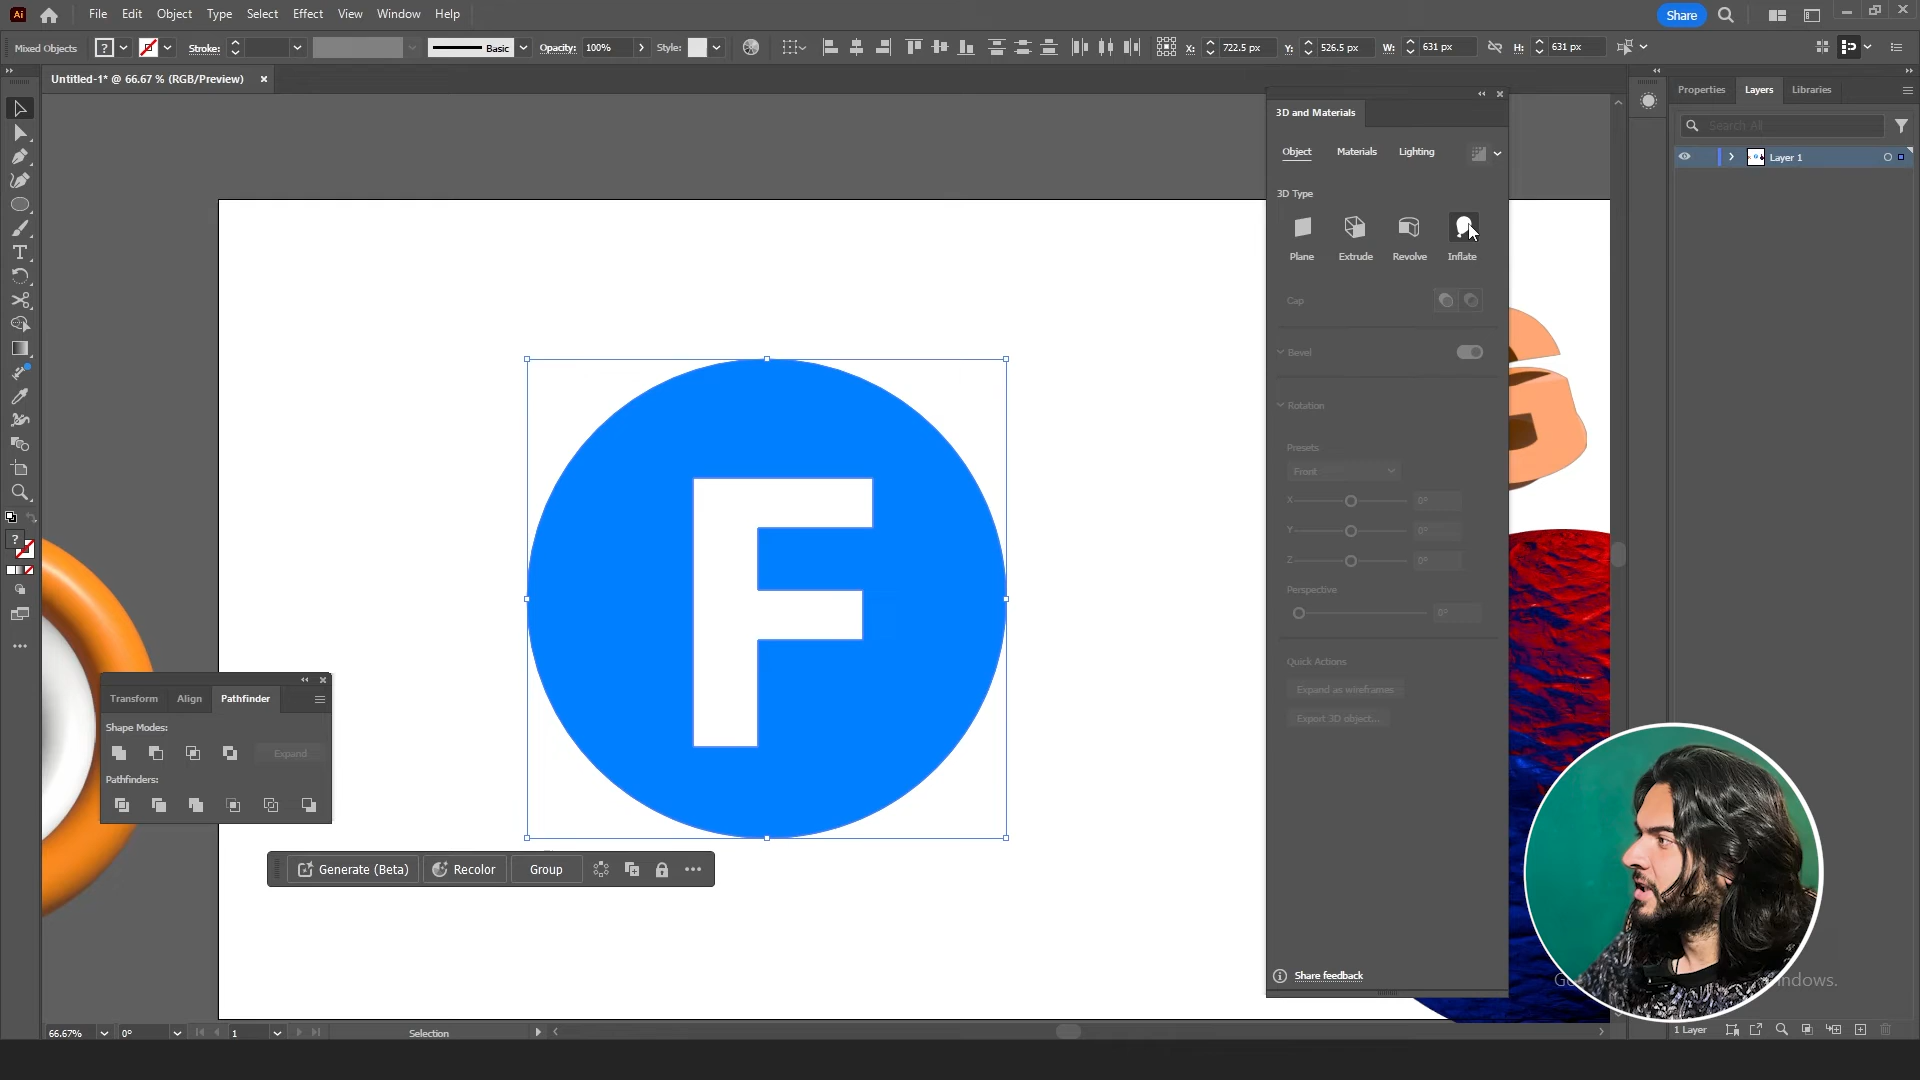 Ai File Edit Object Type Select Effect View Window Help Share
Mixed Objects ? Stroke: Basic Opacity: 100% Style: X: 722.5 px Y: 526.5 px W: 631 px H: 631 px
Untitled-1* @ 66.67 % (RGB/Preview)
3D and Materials
Object Materials Lighting
3D Type
Plane Extrude Revolve Inflate
Cap
Bevel
Rotation
Presets
Front
X 0°
Y 0°
Z 0°
Perspective
0°
Quick Actions
Expand as wireframes
Export 3D object...
Share feedback
Properties Layers Libraries
Search All
Layer 1
F
T
?
Transform Align Pathfinder
Shape Modes:
Expand
Pathfinders:
Generate (Beta) Recolor Group
66.67% 0° 1 Selection
1 Layer